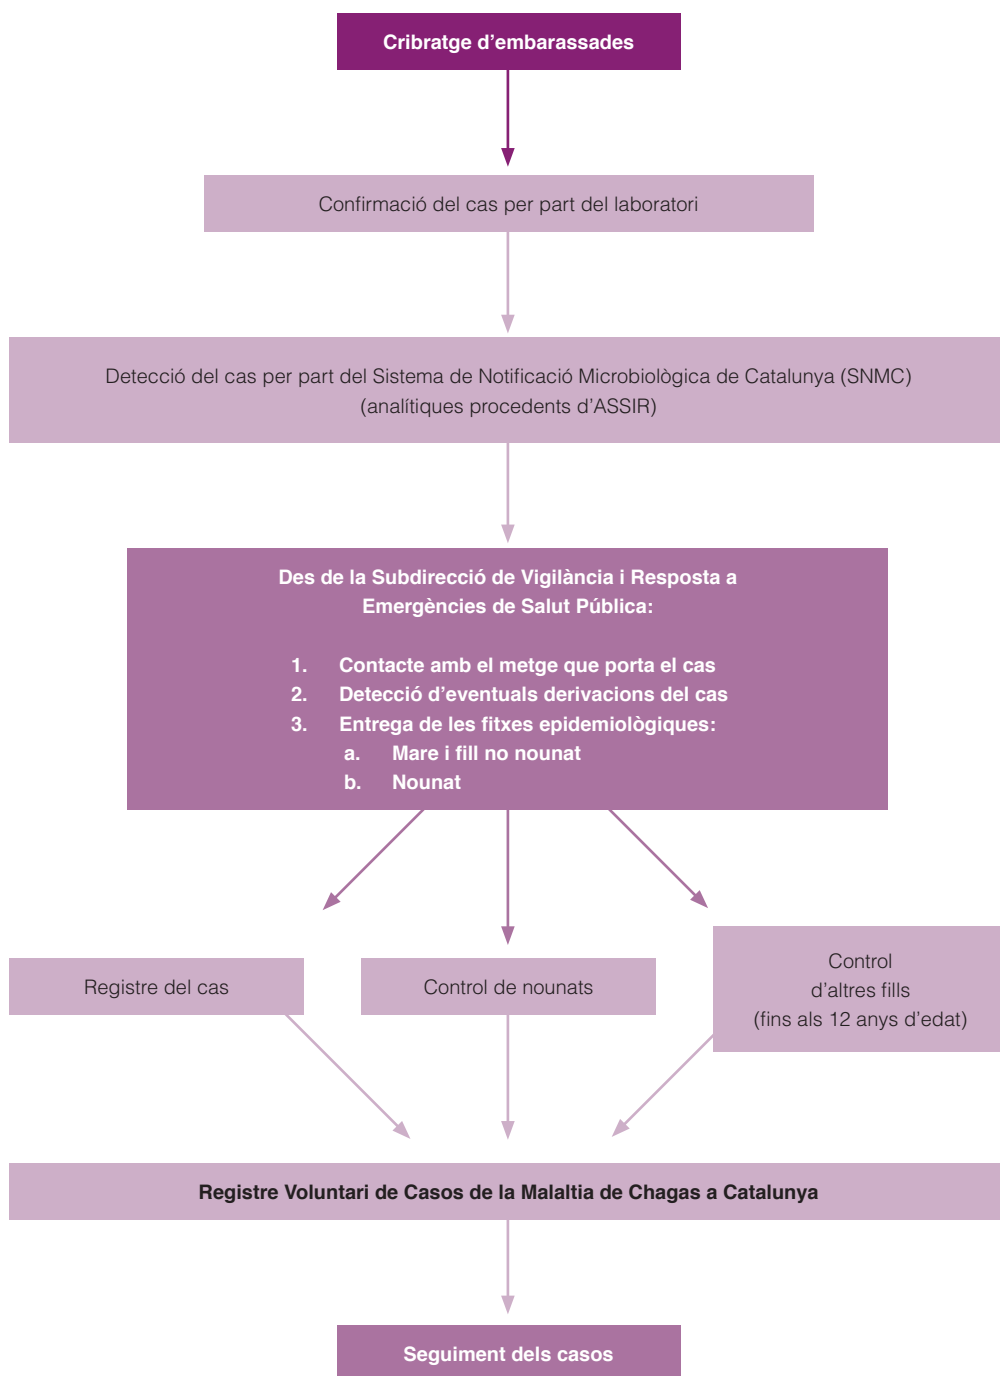 Cribratge d’embarassades
Confirmació del cas per part del laboratori
Detecció del cas per part del Sistema de Notificació Microbiològica de Catalunya (SNMC)
(analítiques procedents d’ASSIR)
Des de la Subdirecció de Vigilància i Resposta a
Emergències de Salut Pública:
1. Contacte amb el metge que porta el cas
2. Detecció d’eventuals derivacions del cas
3. Entrega de les fitxes epidemiològiques:
a. Mare i fill no nounat
b. Nounat
Registre del cas
Control de nounats
Control
d’altres fills
(fins als 12 anys d’edat)
Registre Voluntari de Casos de la Malaltia de Chagas a Catalunya
Seguiment dels casos